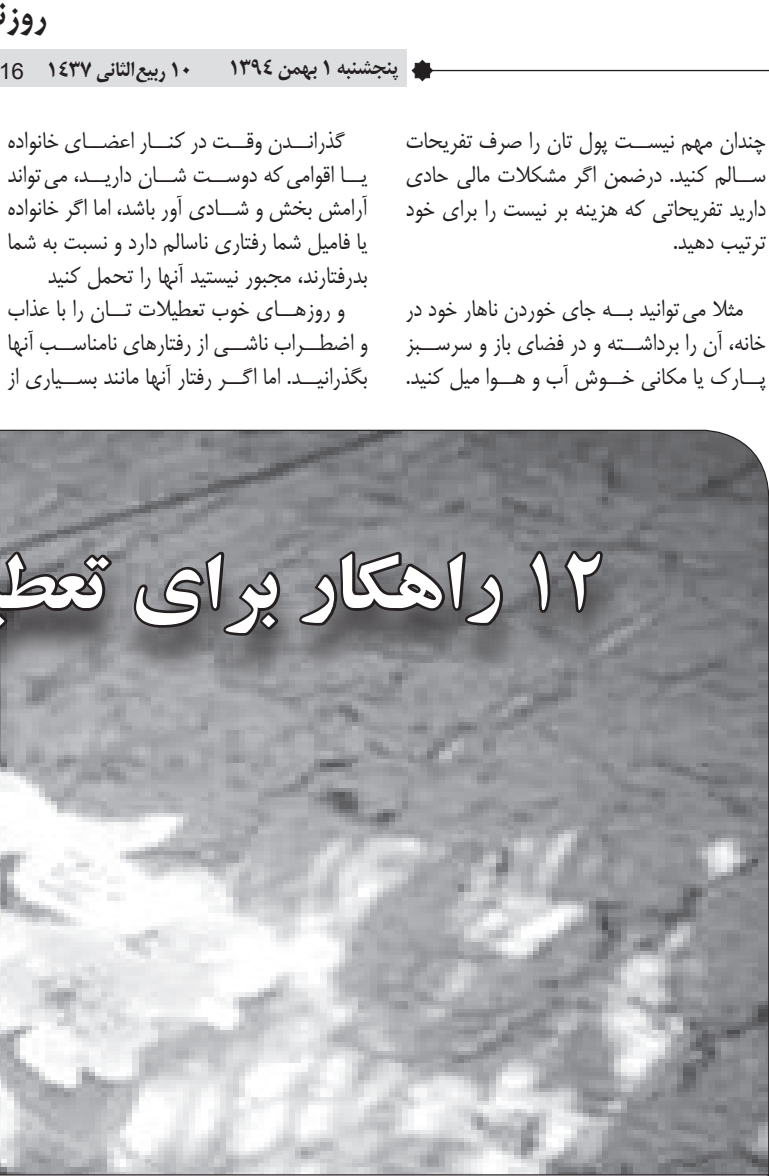 پنجشنبه ۱ بهمن ۱۳۹٤ ۱۰ ربیع‌الثانی ۱٤۳۷ 16
چندان مهم نیست پول تان را صرف تفریحات
سالم کنید. درضمن اگر مشکلات مالی حادی
دارید تفریحاتی که هزینه بر نیست را برای خود
ترتیب دهید.
مثلا می توانید به جای خوردن ناهار خود در
خانه، آن را برداشته و در فضای باز و سرسبز
پارک یا مکانی خوش آب و هوا میل کنید.
گذراندن وقت در کنار اعضای خانواده
یا اقوامی که دوست شان دارید، می تواند
آرامش بخش و شادی آور باشد، اما اگر خانواده
یا فامیل شما رفتاری ناسالم دارد و نسبت به شما
بدرفتارند، مجبور نیستید آنها را تحمل کنید
و روزهای خوب تعطیلات تان را با عذاب
و اضطراب ناشی از رفتارهای نامناسب آنها
بگذرانید. اما اگر رفتار آنها مانند بسیاری از
۱۲ راهکار برای